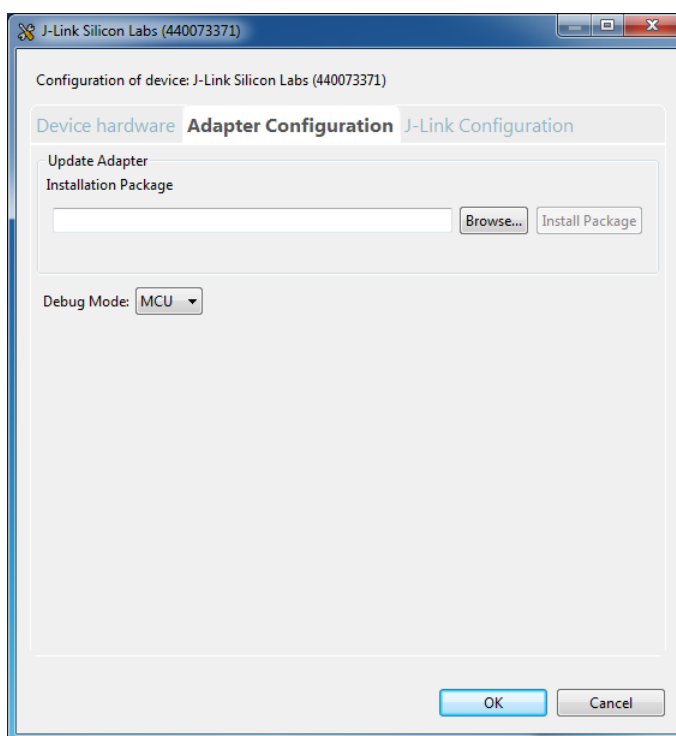 J-Link Silicon Labs (440073371)
Configuration of device: J-Link Silicon Labs (440073371)
Device hardware Adapter Configuration J-Link Configuration
Update Adapter
Installation Package
Browse... Install Package
Debug Mode: MCU
OK Cancel